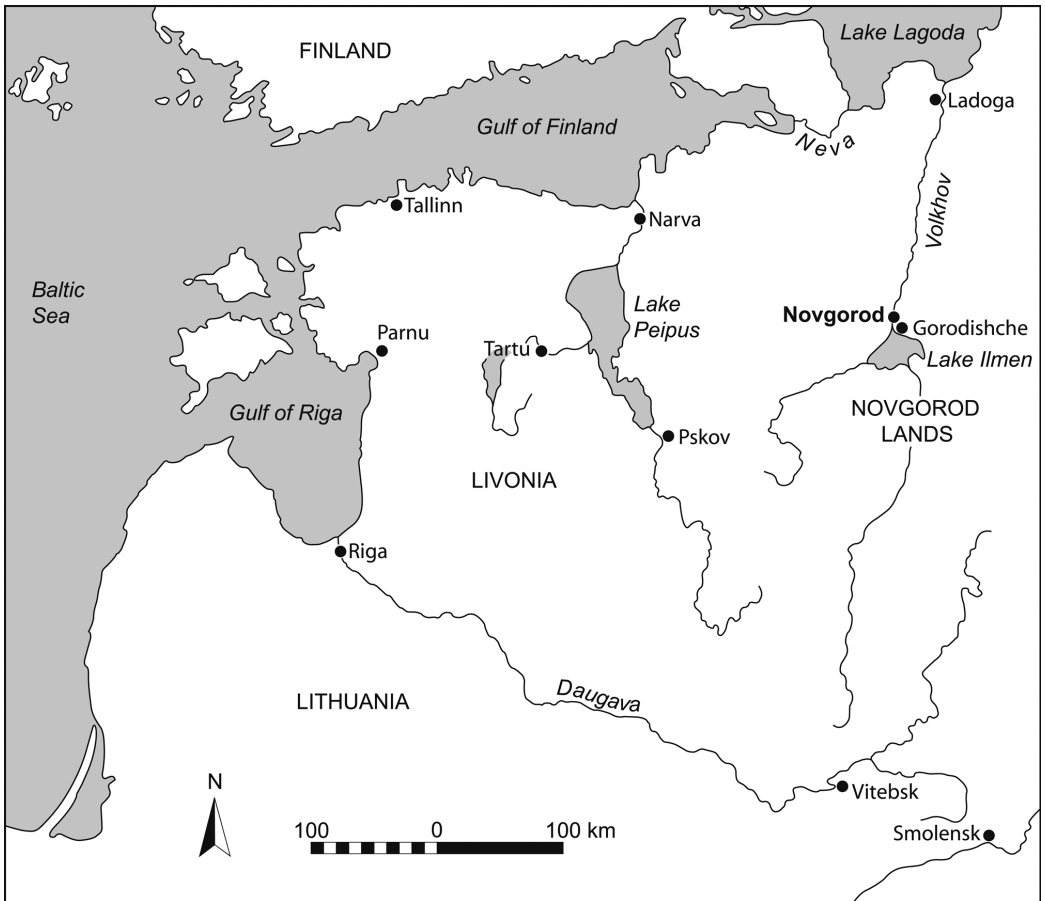 FINLAND
Lake Lagoda
Ladoga
Gulf of Finland
Neva
Volkhov
Tallinn
Narva
Baltic
Sea
Lake
Peipus
Novgorod
Gorodishche
Parnu
Tartu
Lake Ilmen
Gulf of Riga
NOVGOROD
LANDS
Pskov
LIVONIA
Riga
LITHUANIA
Daugava
N
Vitebsk
100 0 100 km
Smolensk